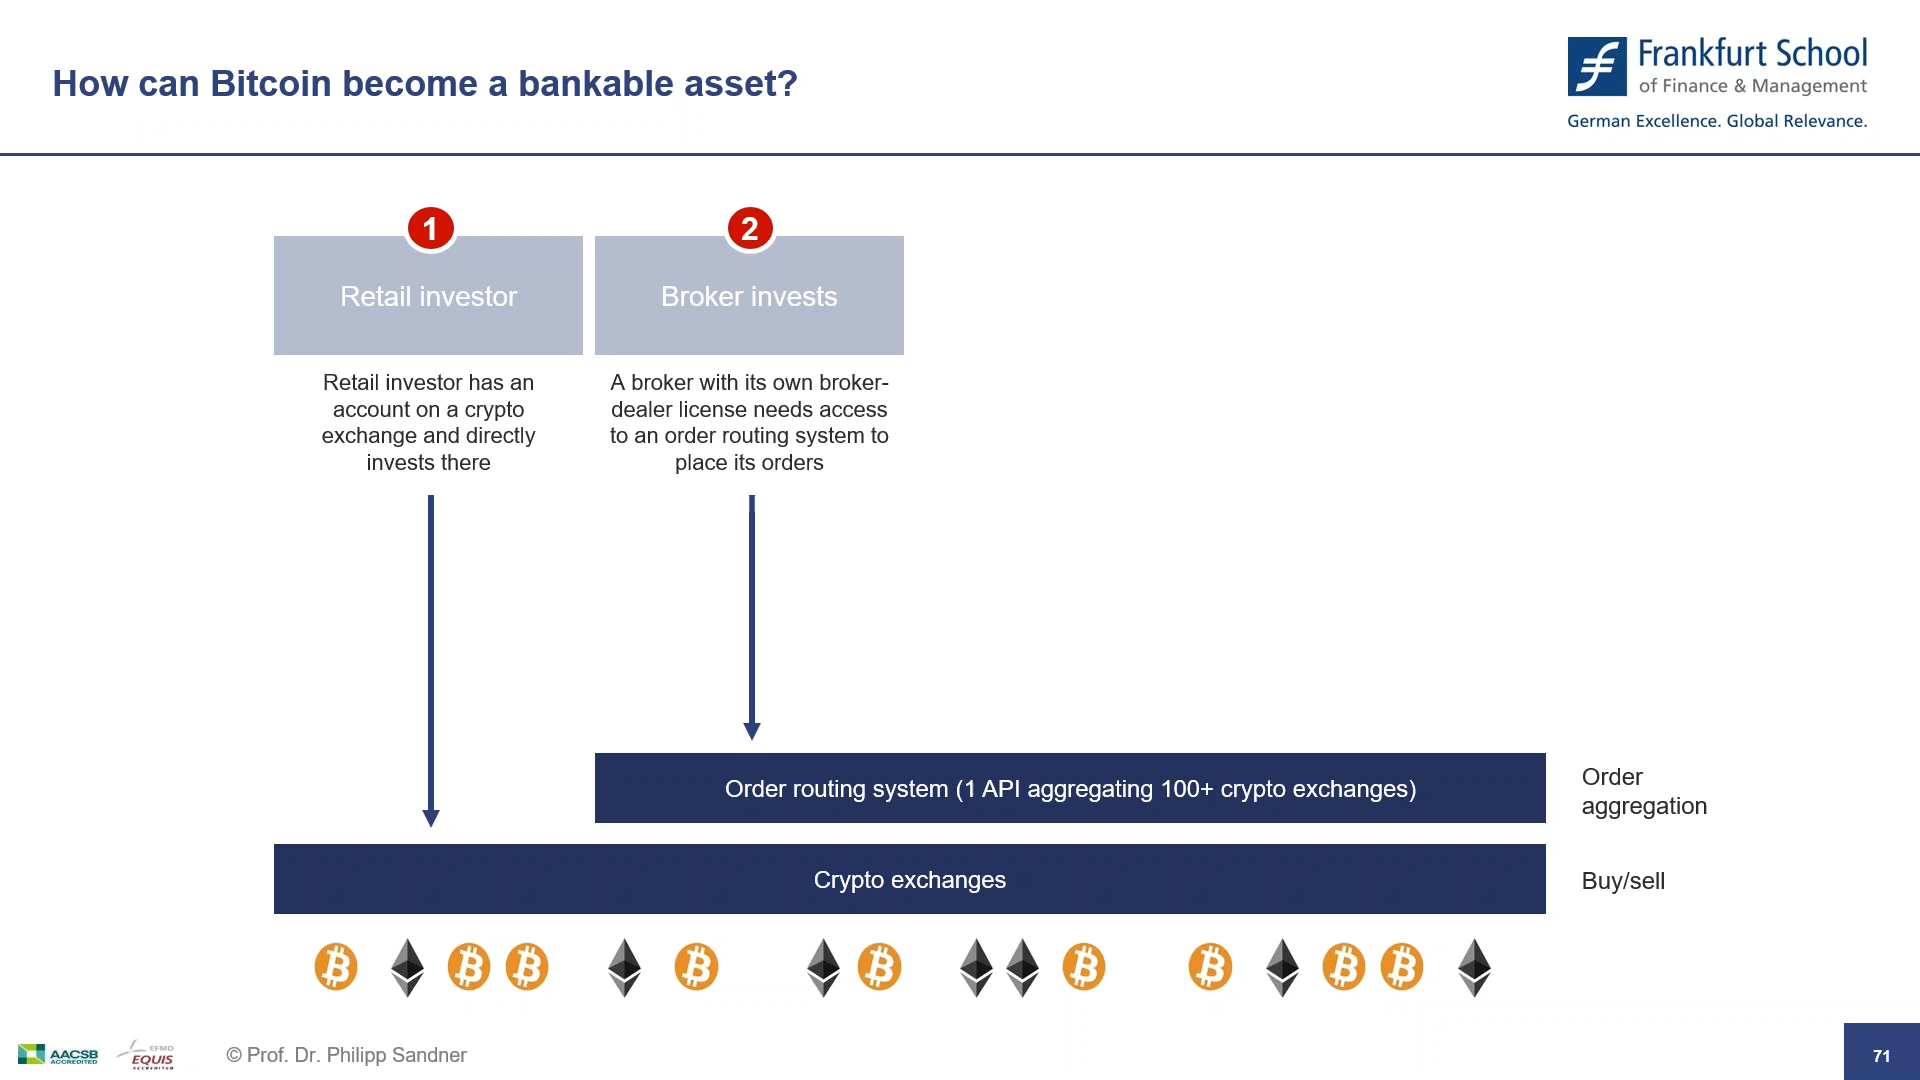 How can Bitcoin become a bankable asset?
Frankfurt School
of Finance & Management
German Excellence. Global Relevance.
1
2
Retail investor
Broker invests
Retail investor has an
account on a crypto
exchange and directly
invests there
A broker with its own broker-
dealer license needs access
to an order routing system to
place its orders
Order routing system (1 API aggregating 100+ crypto exchanges)
Order
aggregation
Crypto exchanges
Buy/sell
AACSB
ACCREDITED
EFMD
EQUIS
ACCREDITED
© Prof. Dr. Philipp Sandner
71